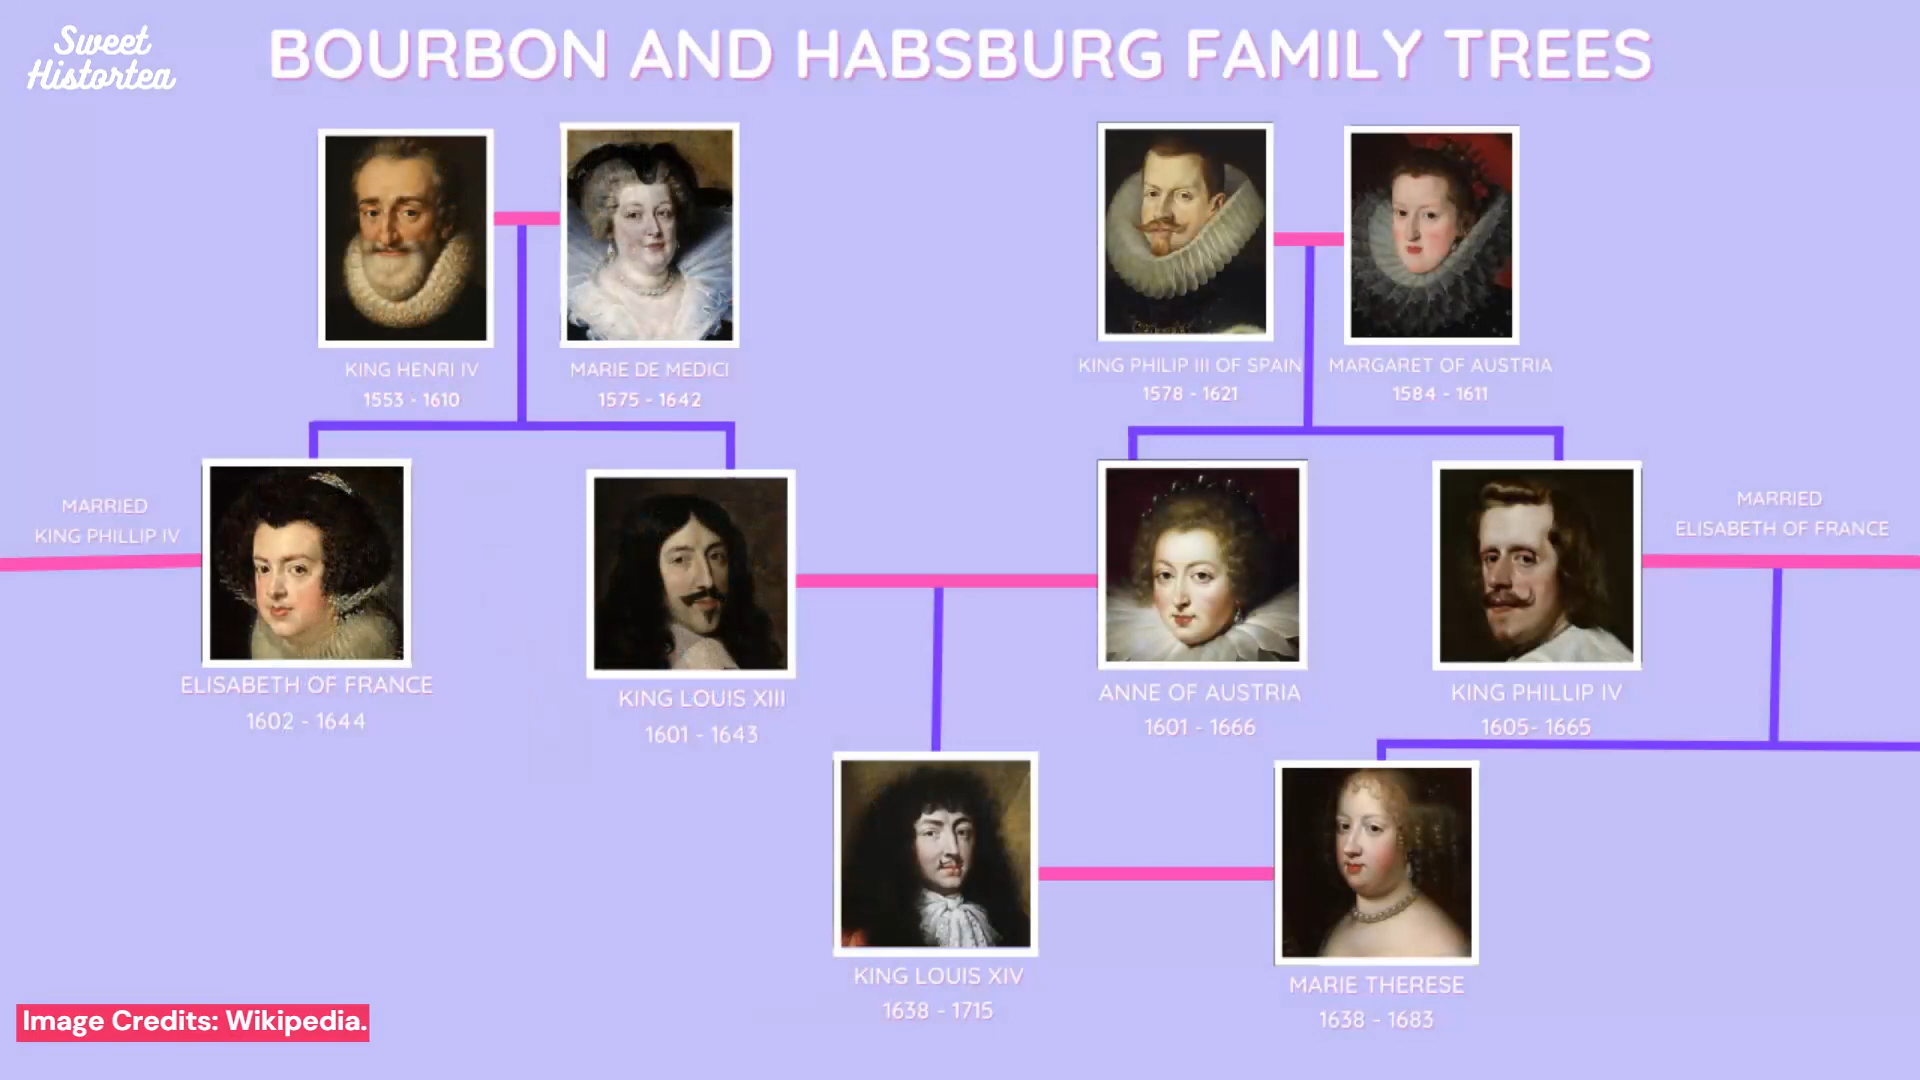 Sweet
Histortea
BOURBON AND HABSBURG FAMILY TREES
KING HENRI IV
1553 - 1610
MARIE DE MEDICI
1575 - 1642
KING PHILIP III OF SPAIN
1578 - 1621
MARGARET OF AUSTRIA
1584 - 1611
MARRIED
KING PHILLIP IV
ELISABETH OF FRANCE
1602 - 1644
KING LOUIS XIII
1601 - 1643
ANNE OF AUSTRIA
1601 - 1666
KING PHILLIP IV
1605- 1665
MARRIED
ELISABETH OF FRANCE
KING LOUIS XIV
1638 - 1715
MARIE THERESE
1638 - 1683
Image Credits: Wikipedia.